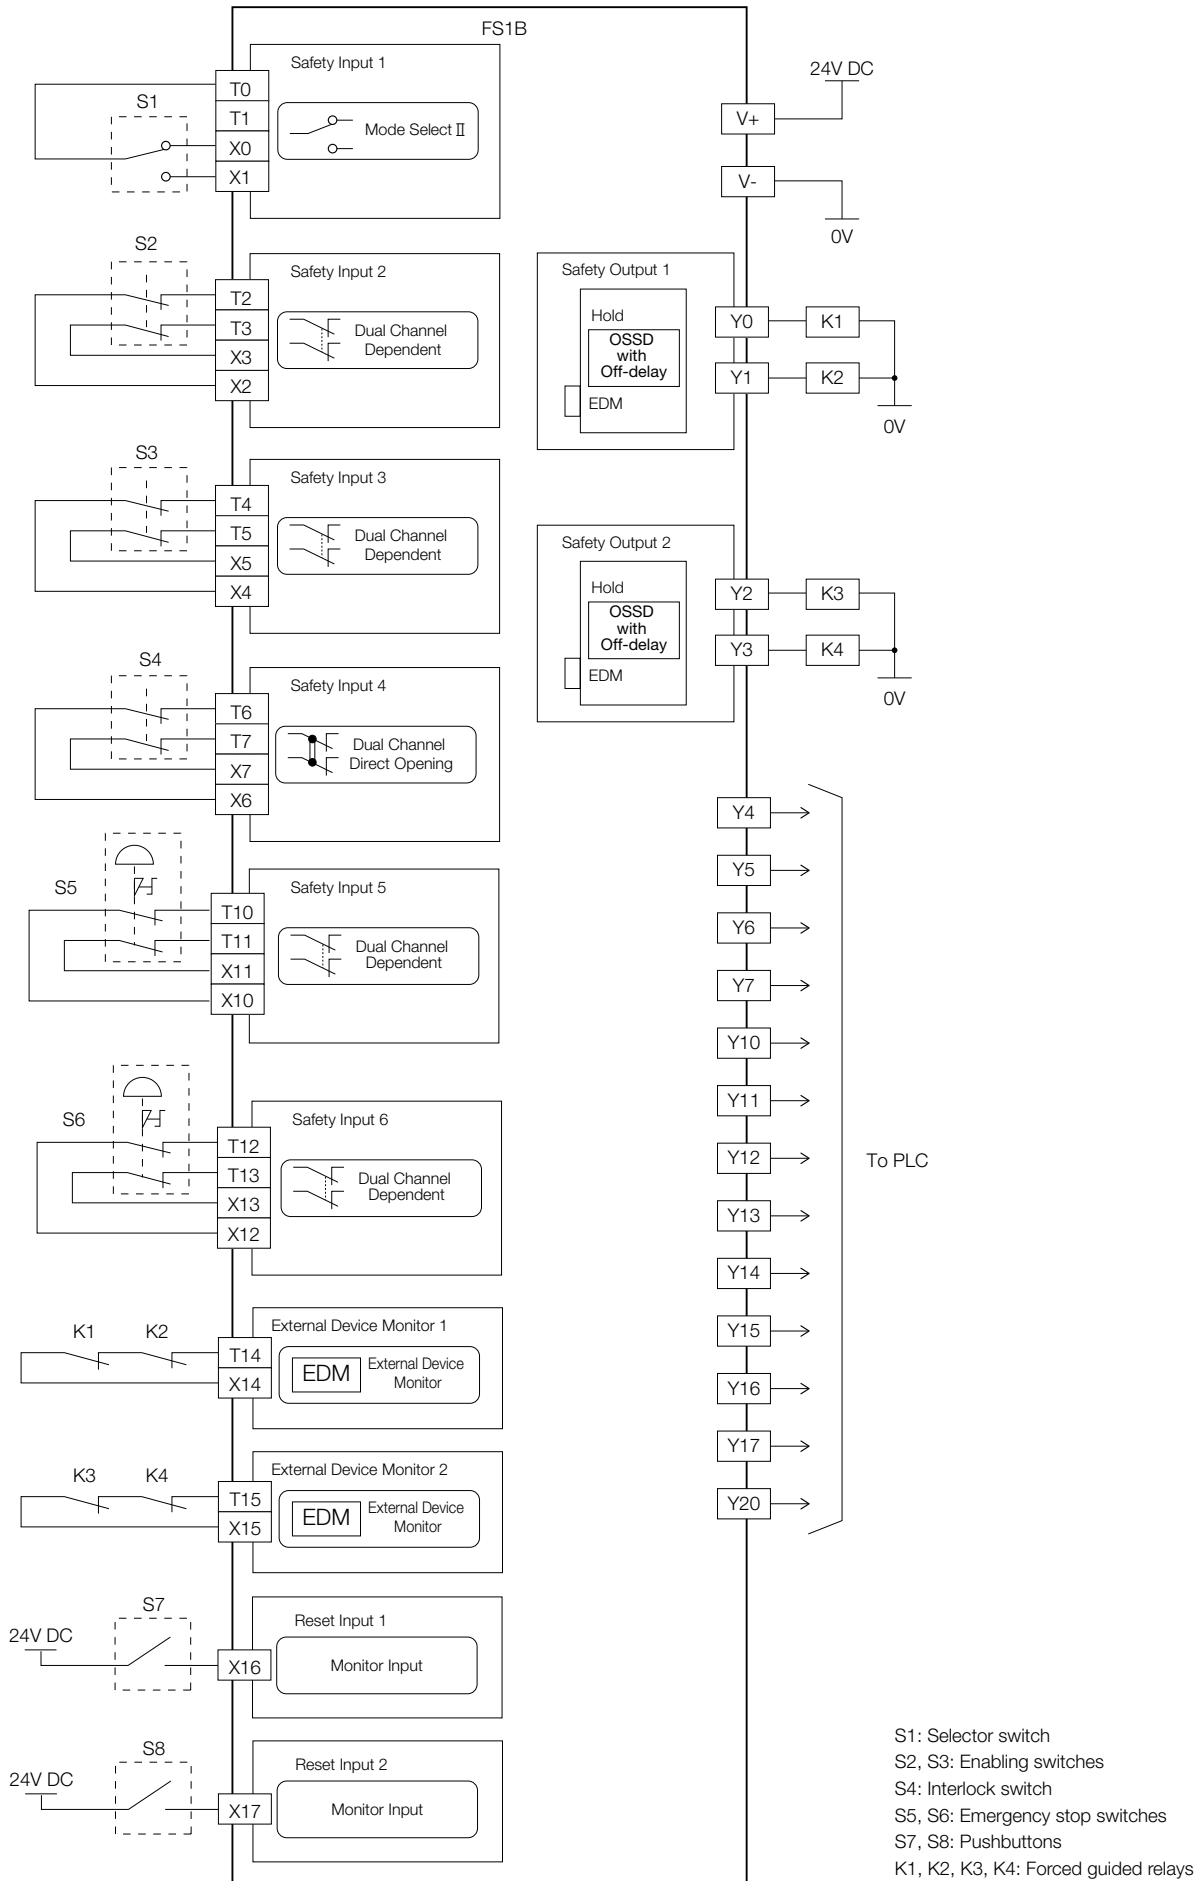 FS1B
Safety Input 1
S1
T0
T1
X0
X1
Mode Select Ⅱ
24V DC
V+
V-
0V
S2
Safety Input 2
T2
T3
X3
X2
Dual Channel
Dependent
Safety Output 1
Hold
OSSD
with
Off-delay
EDM
Y0
K1
Y1
K2
0V
S3
Safety Input 3
T4
T5
X5
X4
Dual Channel
Dependent
Safety Output 2
Hold
OSSD
with
Off-delay
EDM
Y2
K3
Y3
K4
0V
S4
Safety Input 4
T6
T7
X7
X6
Dual Channel
Direct Opening
S5
Safety Input 5
T10
T11
X11
X10
Dual Channel
Dependent
S6
Safety Input 6
T12
T13
X13
X12
Dual Channel
Dependent
Y4
Y5
Y6
Y7
Y10
Y11
Y12
Y13
Y14
Y15
Y16
Y17
Y20
To PLC
K1
K2
External Device Monitor 1
T14
X14
EDM
External Device
Monitor
K3
K4
External Device Monitor 2
T15
X15
EDM
External Device
Monitor
S7
24V DC
X16
Reset Input 1
Monitor Input
S8
24V DC
X17
Reset Input 2
Monitor Input
S1: Selector switch
S2, S3: Enabling switches
S4: Interlock switch
S5, S6: Emergency stop switches
S7, S8: Pushbuttons
K1, K2, K3, K4: Forced guided relays